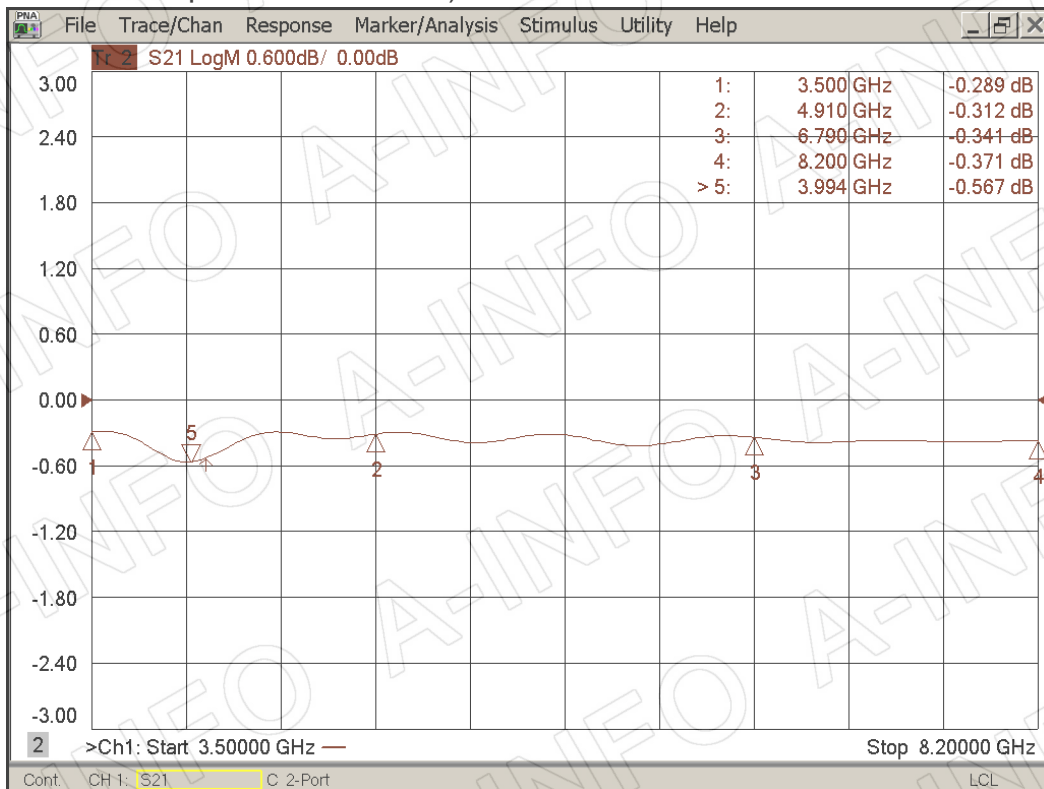 PNA File Trace/Chan Response Marker/Analysis Stimulus Utility Help
Tr 2 S21 LogM 0.600dB/ 0.00dB
3.00
2.40
1.80
1.20
0.60
0.00
-0.60
-1.20
-1.80
-2.40
-3.00
1: 3.500 GHz -0.289 dB
2: 4.910 GHz -0.312 dB
3: 6.790 GHz -0.341 dB
4: 8.200 GHz -0.371 dB
> 5: 3.994 GHz -0.567 dB
5
1
2
3
4
2 >Ch1: Start 3.50000 GHz Stop 8.20000 GHz
Cont. CH 1: S21 C 2-Port LCL
A-INFO A-INFO A-INFO